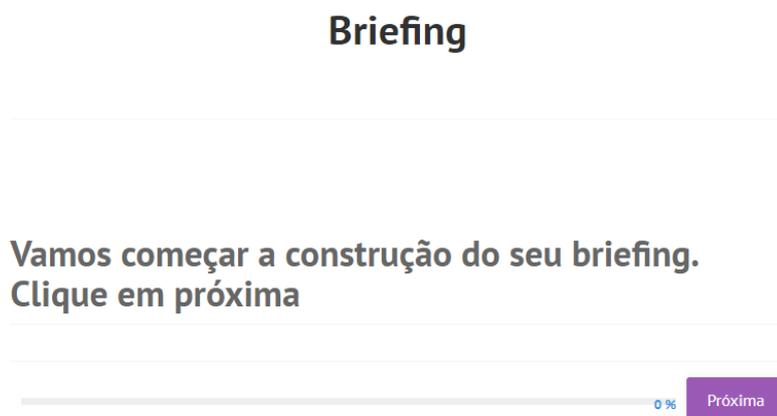 Briefing
Vamos começar a construção do seu briefing.
Clique em próxima
0 %
Próxima